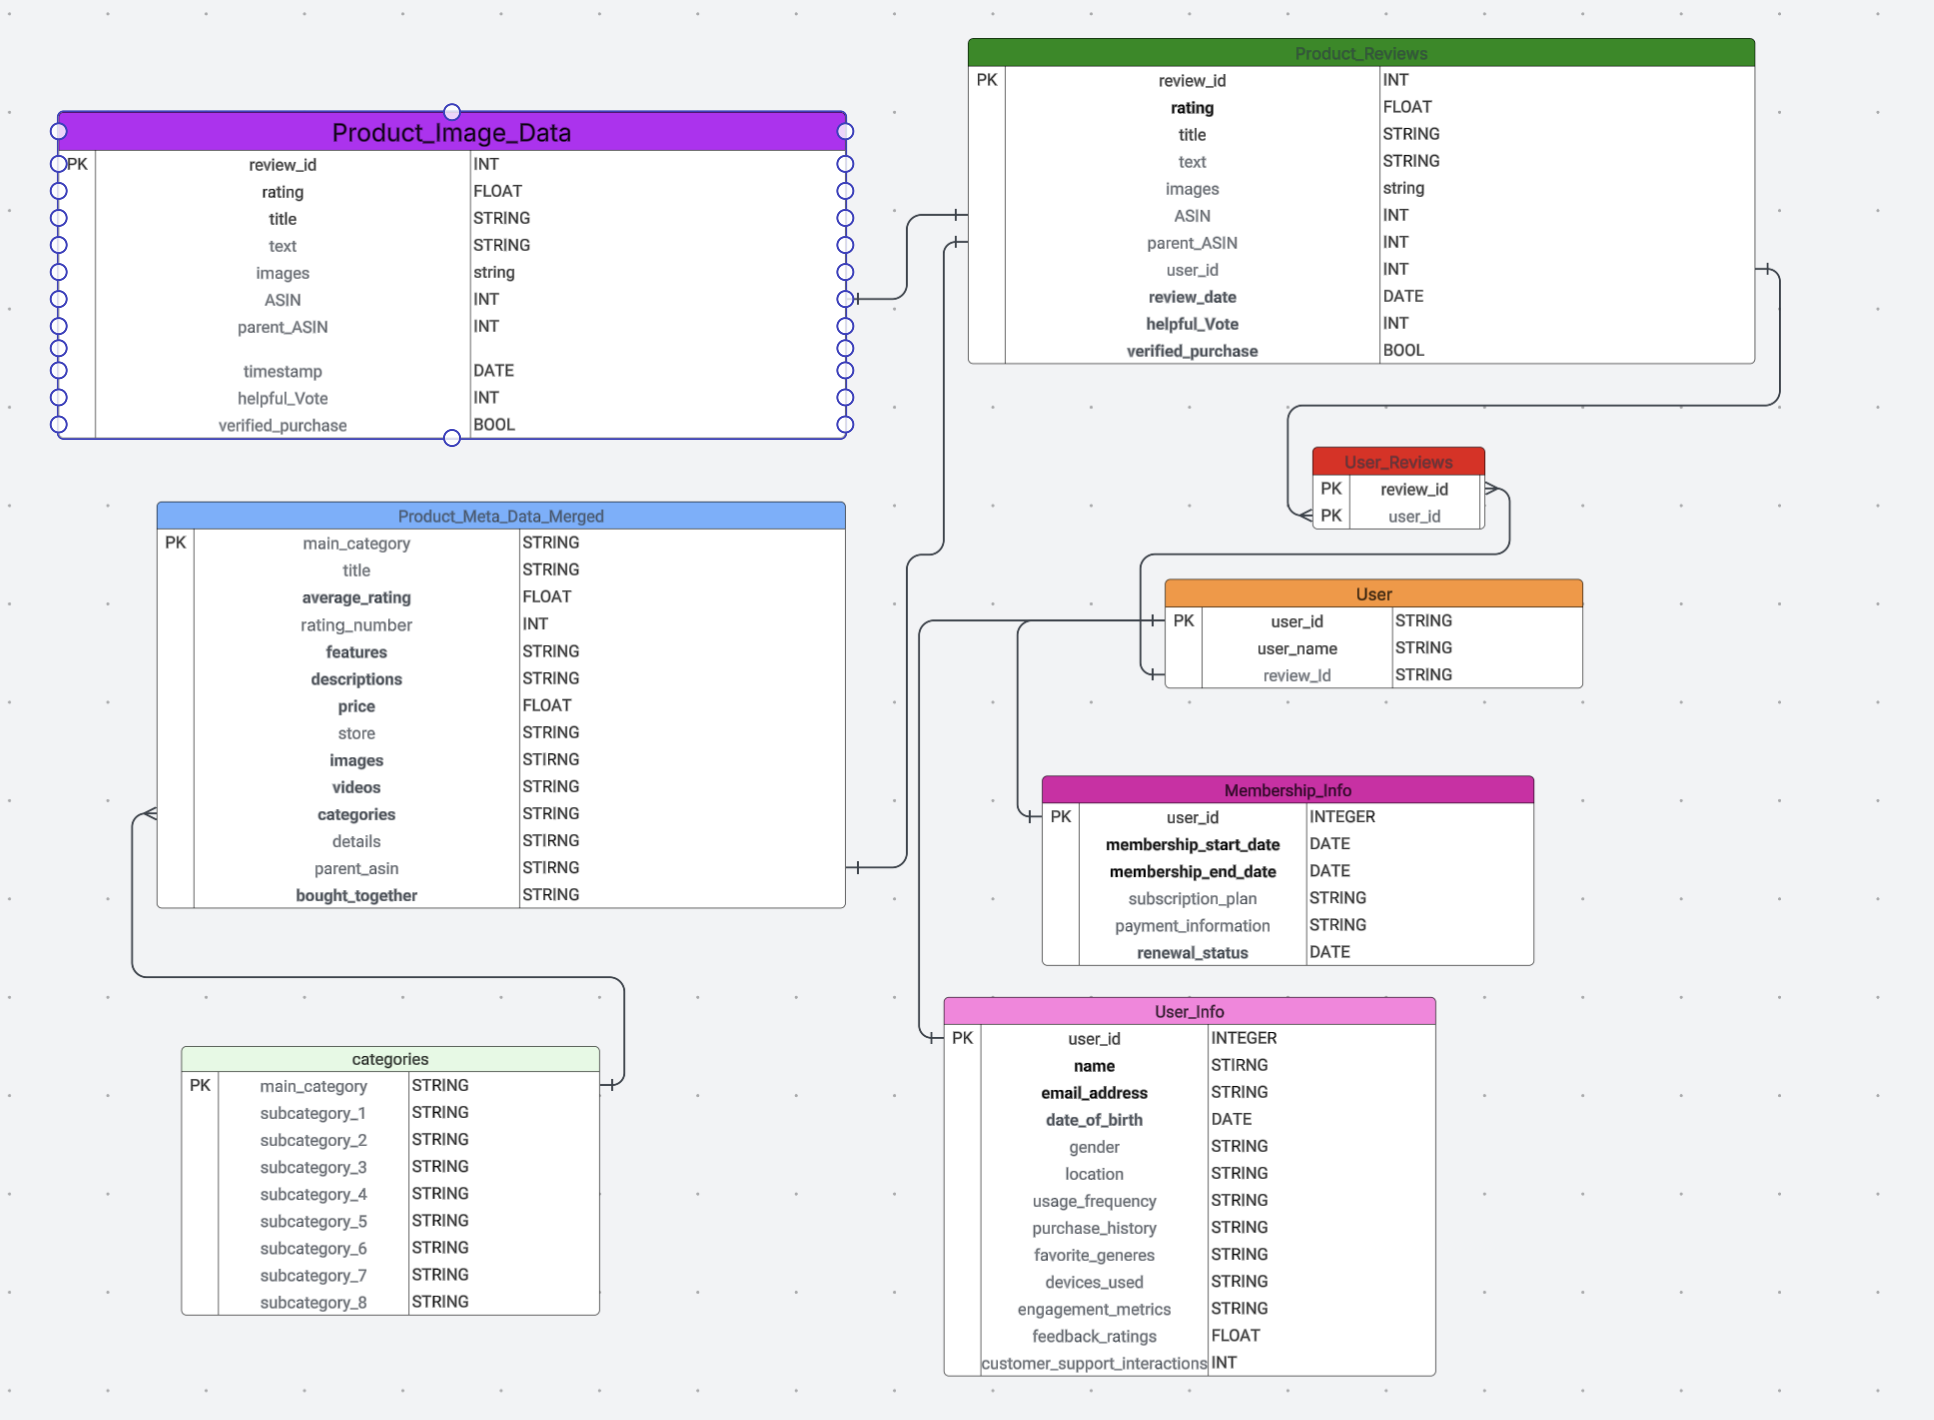 Product_Image_Data
PK review_id INT
rating FLOAT
title STRING
text STRING
images string
ASIN INT
parent_ASIN INT
timestamp DATE
helpful_Vote INT
verified_purchase BOOL
Product_Reviews
PK review_id INT
rating FLOAT
title STRING
text STRING
images string
ASIN INT
parent_ASIN INT
user_id INT
review_date DATE
helpful_Vote INT
verified_purchase BOOL
User_Reviews
PK review_id
PK user_id
Product_Meta_Data_Merged
PK main_category STRING
title STRING
average_rating FLOAT
rating_number INT
features STRING
descriptions STRING
price FLOAT
store STRING
images STIRNG
videos STRING
categories STRING
details STIRNG
parent_asin STIRNG
bought_together STRING
User
PK user_id STRING
user_name STRING
review_Id STRING
Membership_Info
PK user_id INTEGER
membership_start_date DATE
membership_end_date DATE
subscription_plan STRING
payment_information STRING
renewal_status DATE
User_Info
PK user_id INTEGER
name STIRNG
email_address STRING
date_of_birth DATE
gender STRING
location STRING
usage_frequency STRING
purchase_history STRING
favorite_generes STRING
devices_used STRING
engagement_metrics STRING
feedback_ratings FLOAT
customer_support_interactions INT
categories
PK main_category STRING
subcategory_1 STRING
subcategory_2 STRING
subcategory_3 STRING
subcategory_4 STRING
subcategory_5 STRING
subcategory_6 STRING
subcategory_7 STRING
subcategory_8 STRING